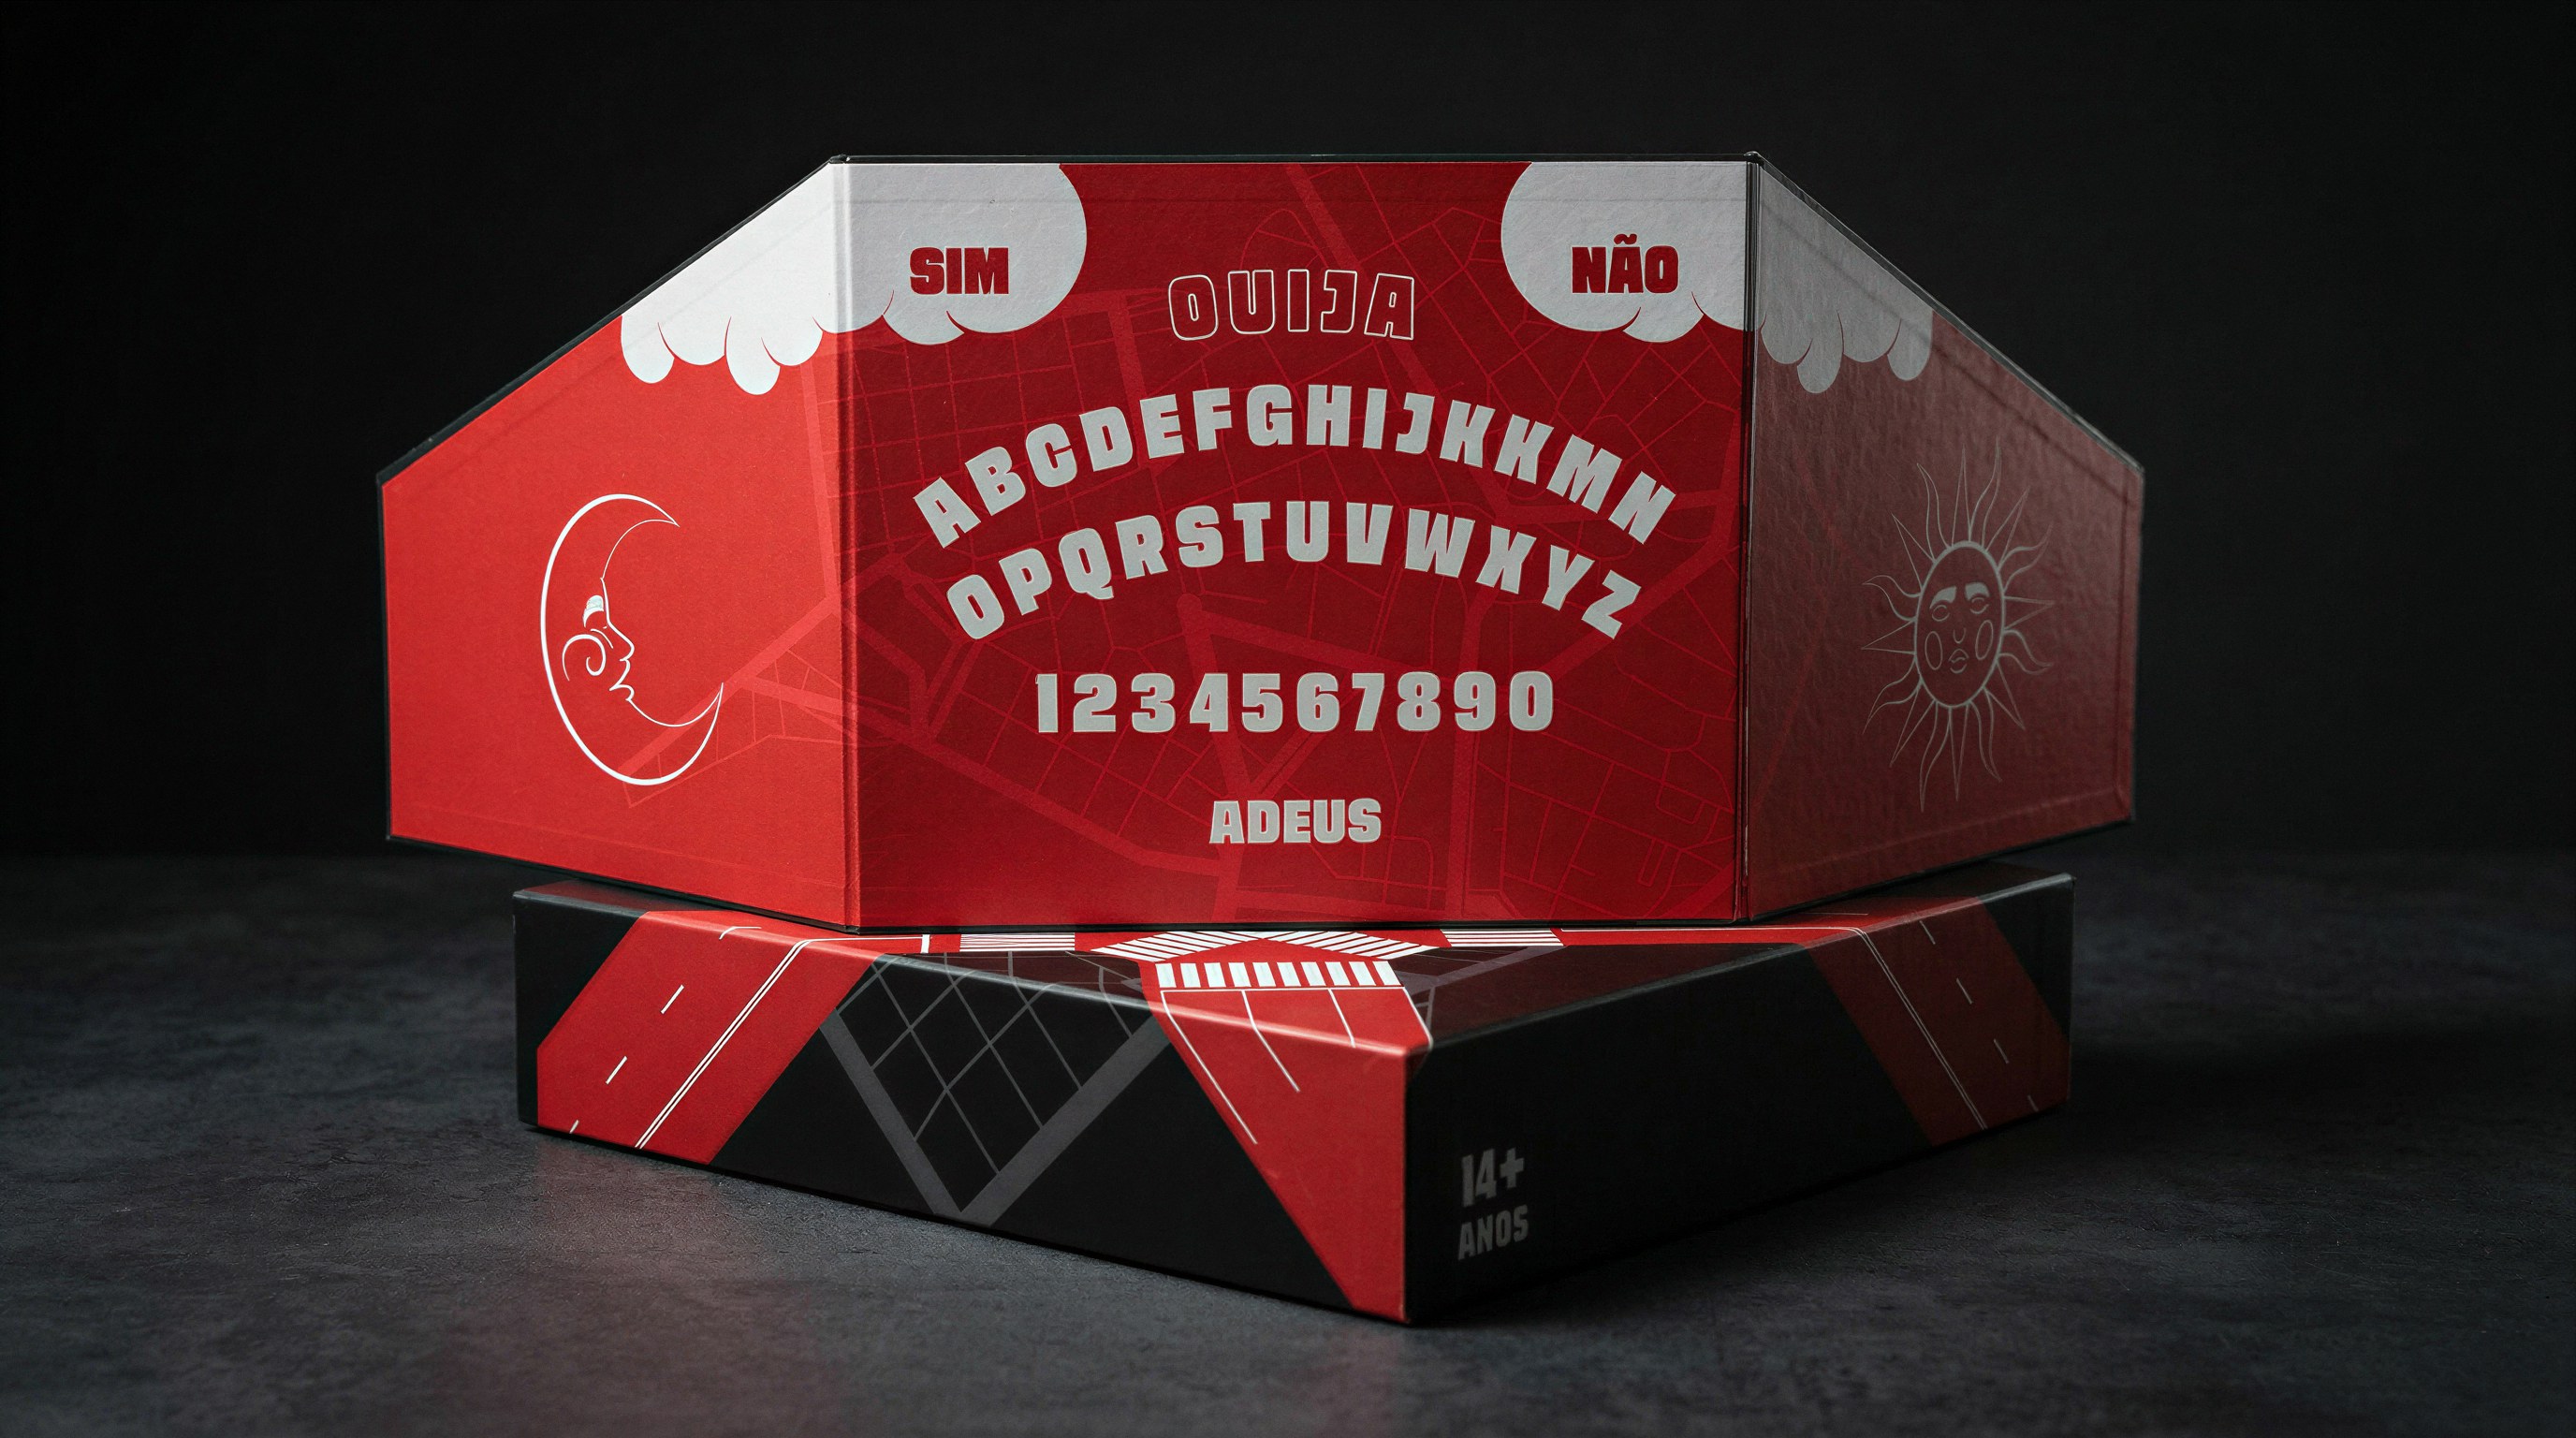 SIM
NÃO
OUIJA
ABCDEFGHIJKKMN
OPQRSTUVWXYZ
1234567890
ADEUS
14+
ANOS